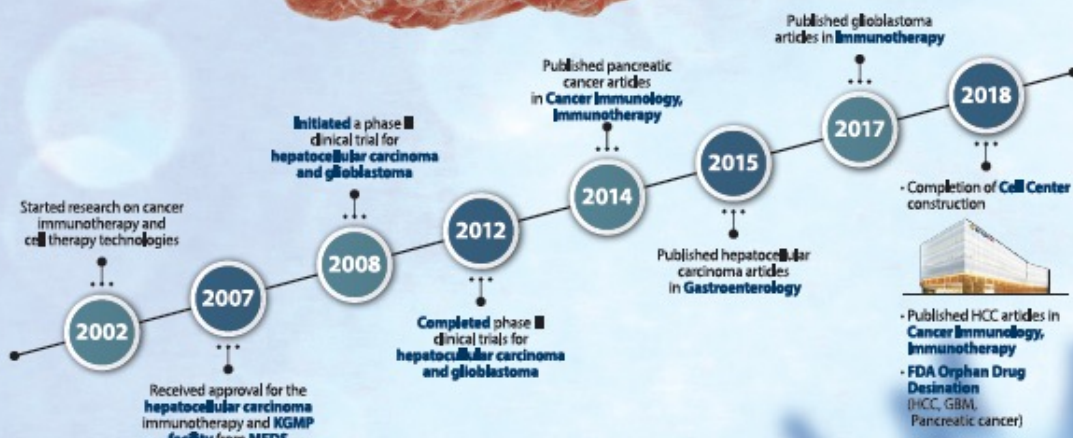 2002
Started research on cancer
immunotherapy and
cell therapy technologies
2007
Received approval for the
hepatocellular carcinoma
immunotherapy and KGMP
facility from MFDS
2008
Initiated a phase
clinical trial for
hepatocellular carcinoma
and glioblastoma
2012
Completed phase
clinical trials for
hepatocullular carcinoma
and glioblastoma
2014
Published pancreatic
cancer articles
in Cancer Immunology,
Immunotherapy
2015
Published hepatocellular
carcinoma articles
in Gastroenterology
2017
Published glioblastoma
articles in Immunotherapy
2018
· Completion of Cell Center
construction
· Published HCC articles in
Cancer Immunology,
Immunotherapy
· FDA Orphan Drug
Desination
(HCC, GBM,
Pancreatic cancer)